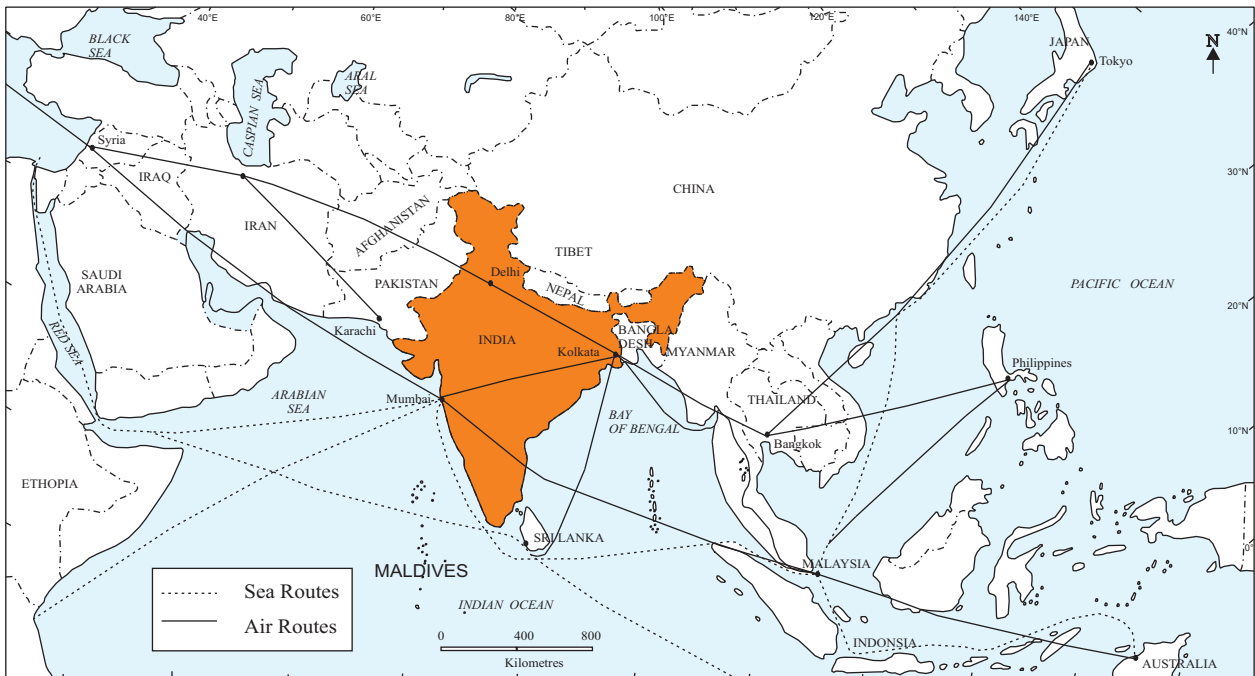 40°E
60°E
80°E
100°E
120°E
140°E
40°N
BLACK
SEA
JAPAN
N
Tokyo
ARAL
SEA
CASPIAN SEA
Syria
IRAQ
30°N
CHINA
IRAN
AFGHANISTAN
TIBET
SAUDI
ARABIA
PAKISTAN
Delhi
NEPAL
PACIFIC OCEAN
20°N
RED SEA
Karachi
INDIA
BANGLA
DESH
Kolkata
MYANMAR
Philippines
ARABIAN
SEA
Mumbai
THAILAND
BAY
OF BENGAL
10°N
Bangkok
ETHIOPIA
SRI LANKA
0°
MALAYSIA
MALDIVES
Sea Routes
INDIAN OCEAN
Air Routes
0 400 800
Kilometres
INDONSIA
AUSTRALIA